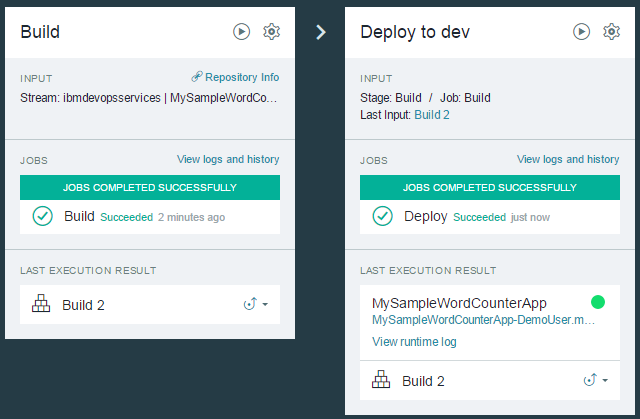 Build
INPUT
Repository Info
Stream: ibmdevopsservices | MySampleWordCo...
JOBS
View logs and history
JOBS COMPLETED SUCCESSFULLY
Build Succeeded 2 minutes ago
LAST EXECUTION RESULT
Build 2
Deploy to dev
INPUT
Stage: Build / Job: Build
Last Input: Build 2
JOBS
View logs and history
JOBS COMPLETED SUCCESSFULLY
Deploy Succeeded just now
LAST EXECUTION RESULT
MySampleWordCounterApp
MySampleWordCounterApp-DemoUser.m...
View runtime log
Build 2